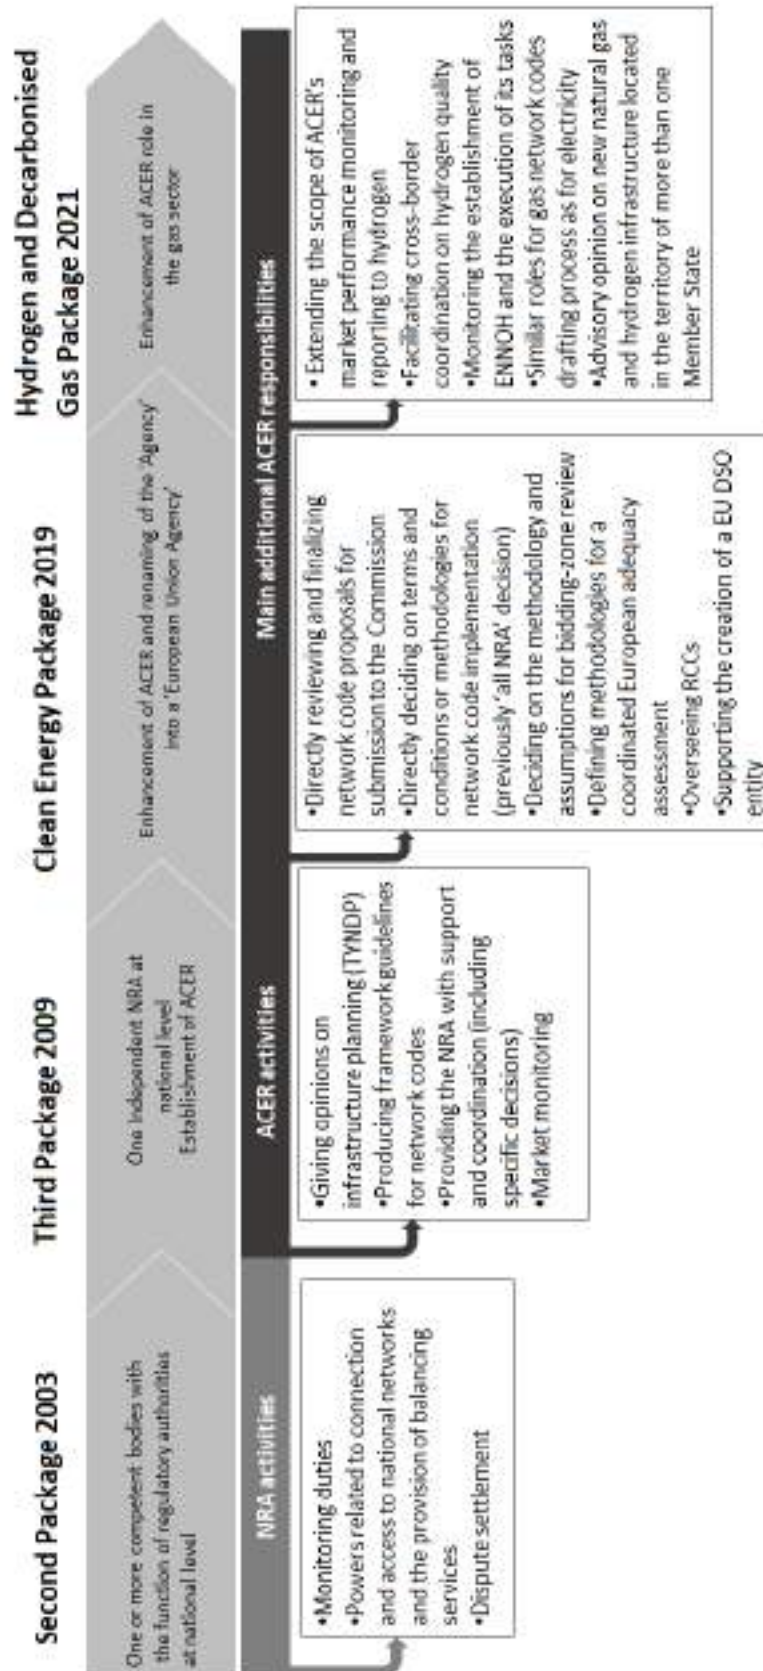 Second Package 2003
Third Package 2009
Clean Energy Package 2019
Hydrogen and Decarbonised
Gas Package 2021
One or more competent bodies with
the function of regulatory authorities
at national level
One Independent NRA at
national level
Establishment of ACER
Enhancement of ACER and renaming of the 'Agency'
into a 'European Union Agency'
Enhancement of ACER role in
the gas sector
NRA activities
ACER activities
Main additional ACER responsibilities
•Monitoring duties
•Powers related to connection
and access to national networks
and the provision of balancing
services
•Dispute settlement
•Giving opinions on
infrastructure planning (TYNDP)
•Producing framework guidelines
for network codes
•Providing the NRA with support
and coordination (including
specific decisions)
•Market monitoring
•Directly reviewing and finalizing
network code proposals for
submission to the Commission
•Directly deciding on terms and
conditions or methodologies for
network code implementation
(previously 'all NRA' decision)
•Deciding on the methodology and
assumptions for bidding-zone review
•Defining methodologies for a
coordinated European adequacy
assessment
•Overseeing RCCs
•Supporting the creation of a EU DSO
entity
•Extending the scope of ACER's
market performance monitoring and
reporting to hydrogen
•Facilitating cross-border
coordination on hydrogen quality
•Monitoring the establishment of
ENNOH and the execution of its tasks
•Similar roles for gas network codes
drafting process as for electricity
•Advisory opinion on new natural gas
and hydrogen infrastructure located
in the territory of more than one
Member State